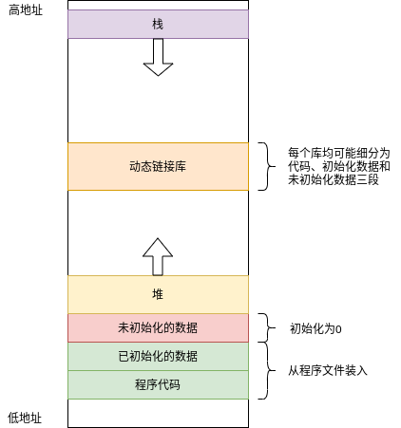 高地址
栈
动态链接库
每个库均可能细分为
代码、初始化数据和
未初始化数据三段
堆
未初始化的数据
初始化为0
已初始化的数据
从程序文件装入
程序代码
低地址